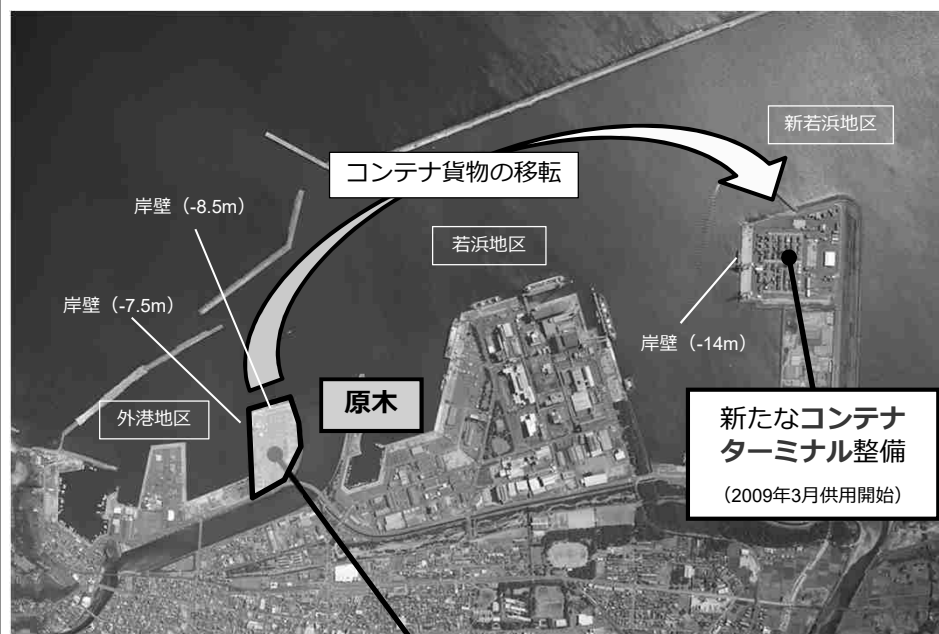 新若浜地区
コンテナ貨物の移転
岸壁（-8.5m）
若浜地区
岸壁（-7.5m）
岸壁（-14m）
原木
外港地区
新たなコンテナ
ターミナル整備
（2009年3月供用開始）